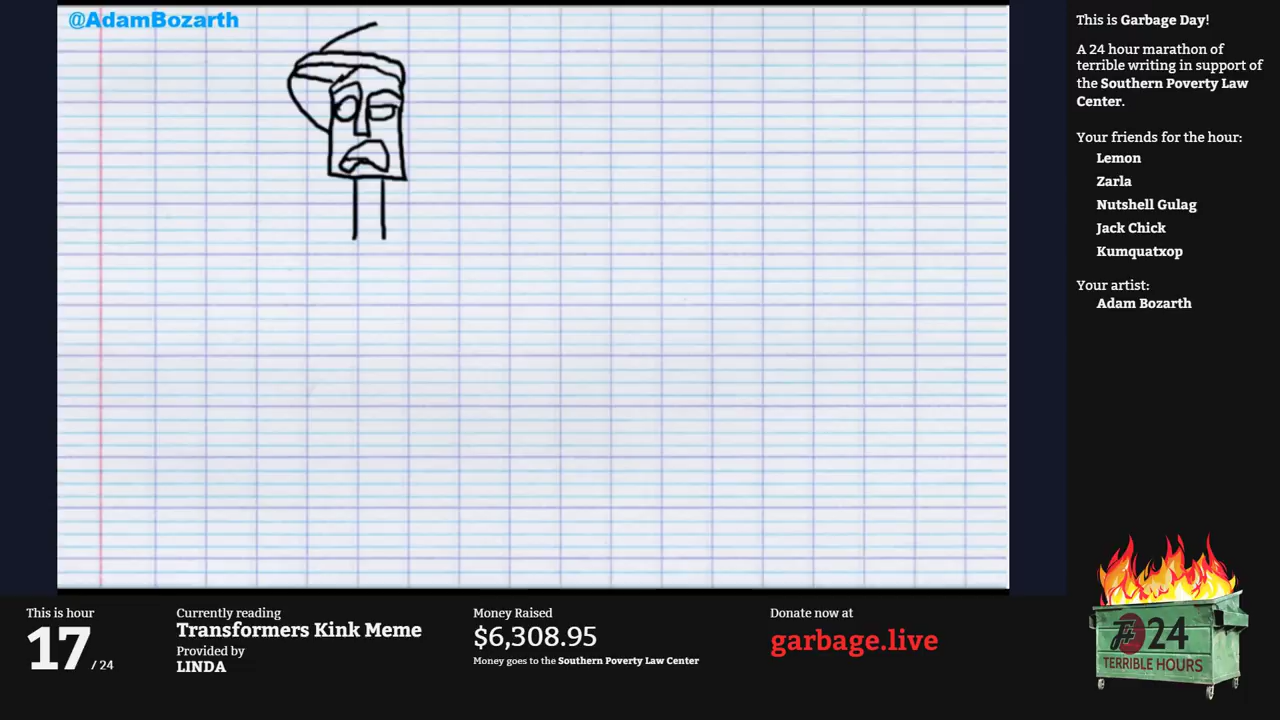 @AdamBozarth
This is Garbage Day!
A 24 hour marathon of
terrible writing in support of
the Southern Poverty Law
Center.
Your friends for the hour:
Lemon
Zarla
Nutshell Gulag
Jack Chick
Kumquatxop
Your artist:
Adam Bozarth
This is hour
17 / 24
Currently reading
Transformers Kink Meme
Provided by
LINDA
Money Raised
$6,308.95
Money goes to the Southern Poverty Law Center
Donate now at
garbage.live
24
TERRIBLE HOURS